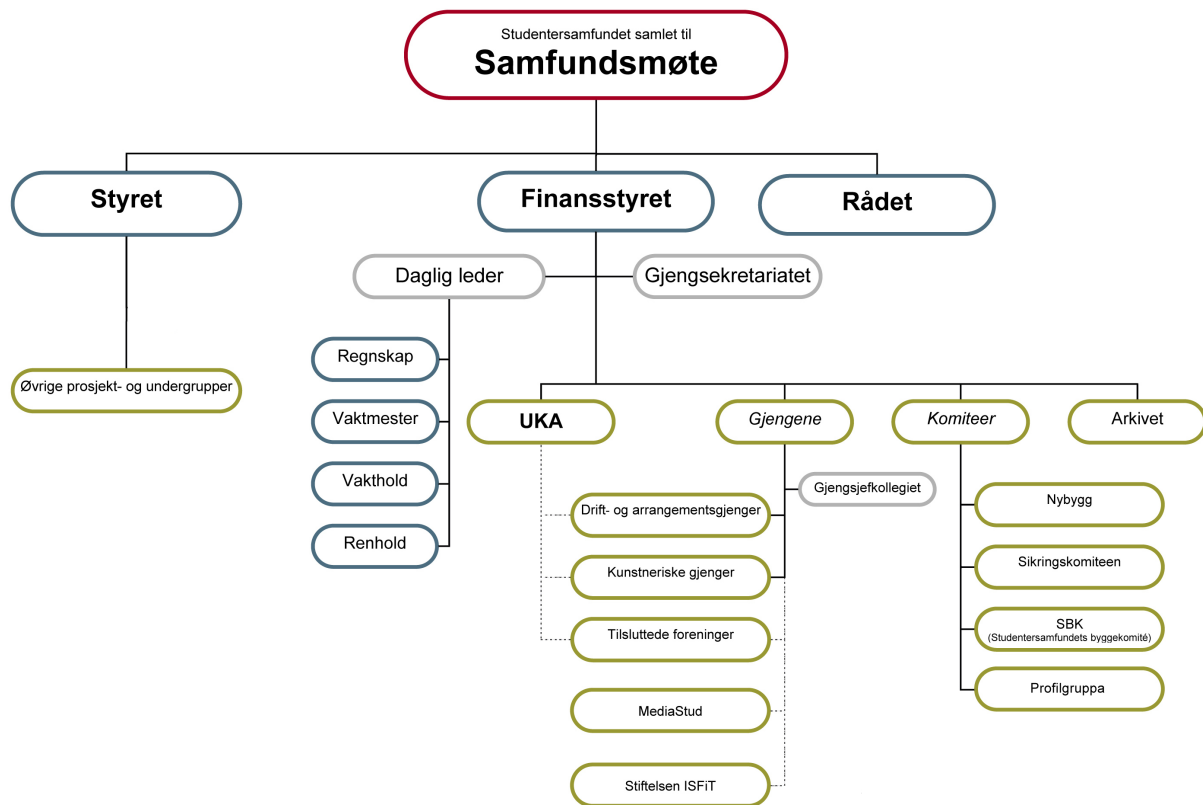 Studentersamfundet samlet til
Samfundsmøte
Styret
Finansstyret
Rådet
Daglig leder
Gjengsekretariatet
Regnskap
Øvrige prosjekt- og undergrupper
Vaktmester
UKA
Gjengene
Komiteer
Arkivet
Vakthold
Gjengsjefkollegiet
Nybygg
Drift- og arrangementsgjenger
Renhold
Kunstneriske gjenger
Sikringskomiteen
Tilsluttede foreninger
SBK
(Studentersamfundets byggekomité)
Profilgruppa
MediaStud
Stiftelsen ISFiT